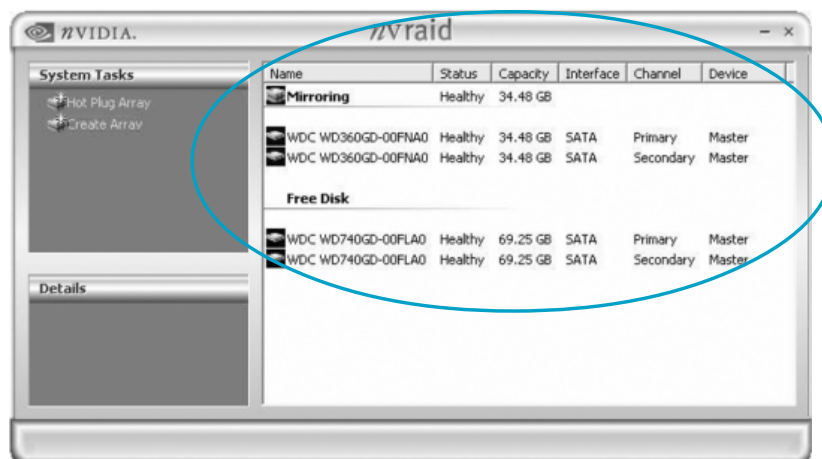 nVIDIA.
nvraid
System Tasks
Hot Plug Array
Create Array
Details
Name Status Capacity Interface Channel Device
Mirroring Healthy 34.48 GB
WDC WD360GD-00FNA0 Healthy 34.48 GB SATA Primary Master
WDC WD360GD-00FNA0 Healthy 34.48 GB SATA Secondary Master
Free Disk
WDC WD740GD-00FLA0 Healthy 69.25 GB SATA Primary Master
WDC WD740GD-00FLA0 Healthy 69.25 GB SATA Secondary Master